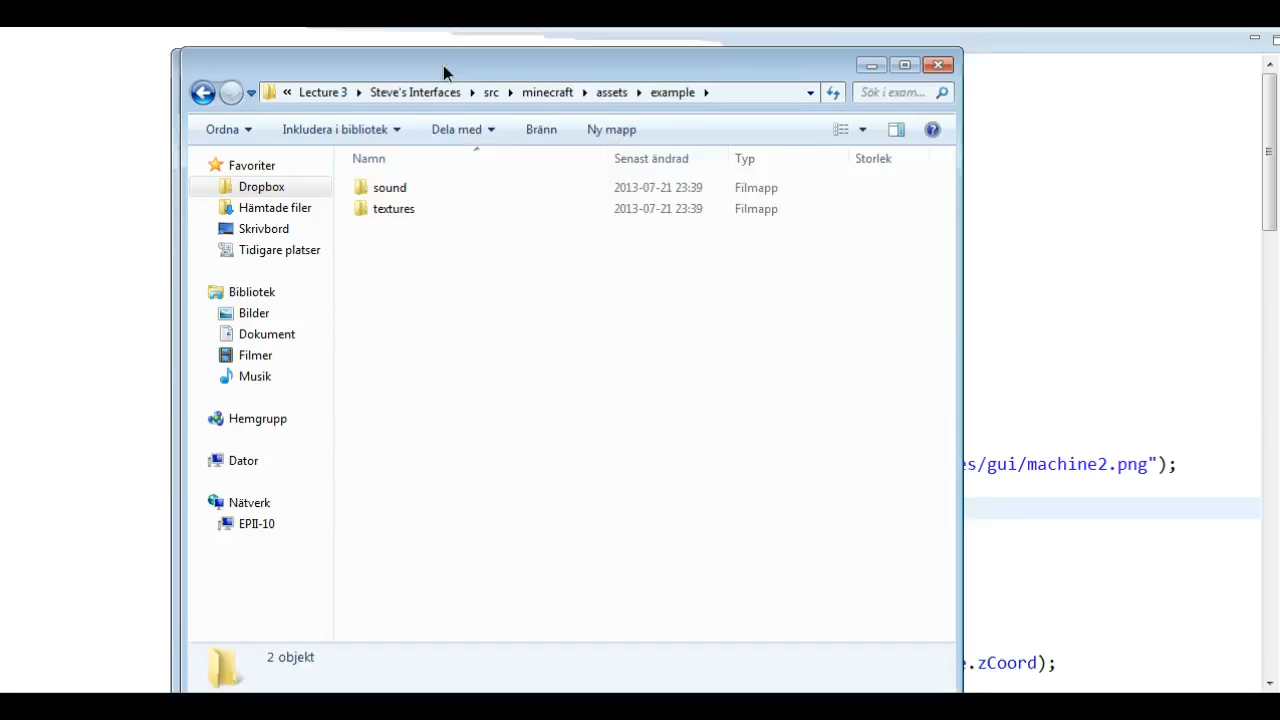 « Lecture 3 Steve's Interfaces src minecraft assets example Sök i exam...
Ordna Inkludera i bibliotek Dela med Bränn Ny mapp
Namn Senast ändrad Typ Storlek
Favoriter
Dropbox
Hämtade filer
Skrivbord
Tidigare platser
Bibliotek
Bilder
Dokument
Filmer
Musik
Hemgrupp
Dator
Nätverk
EPII-10
sound 2013-07-21 23:39 Filmapp
textures 2013-07-21 23:39 Filmapp
es/gui/machine2.png");
e.zCoord);
2 objekt